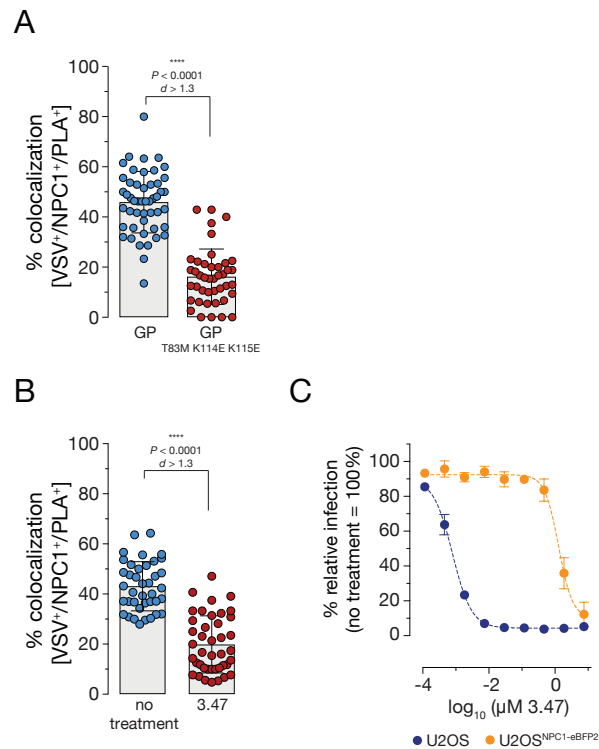 A
% colocalization
[VSV⁺/NPC1⁺/PLA⁺]
100
80
60
40
20
0
****
P < 0.0001
d > 1.3
GP
GP
T83M K114E K115E
B
% colocalization
[VSV⁺/NPC1⁺/PLA⁺]
100
80
60
40
20
0
****
P < 0.0001
d > 1.3
no
treatment
3.47
C
% relative infection
(no treatment = 100%)
100
80
60
40
20
0
−4
−2
0
log₁₀ (μM 3.47)
U2OS
U2OS^NPC1-eBFP2